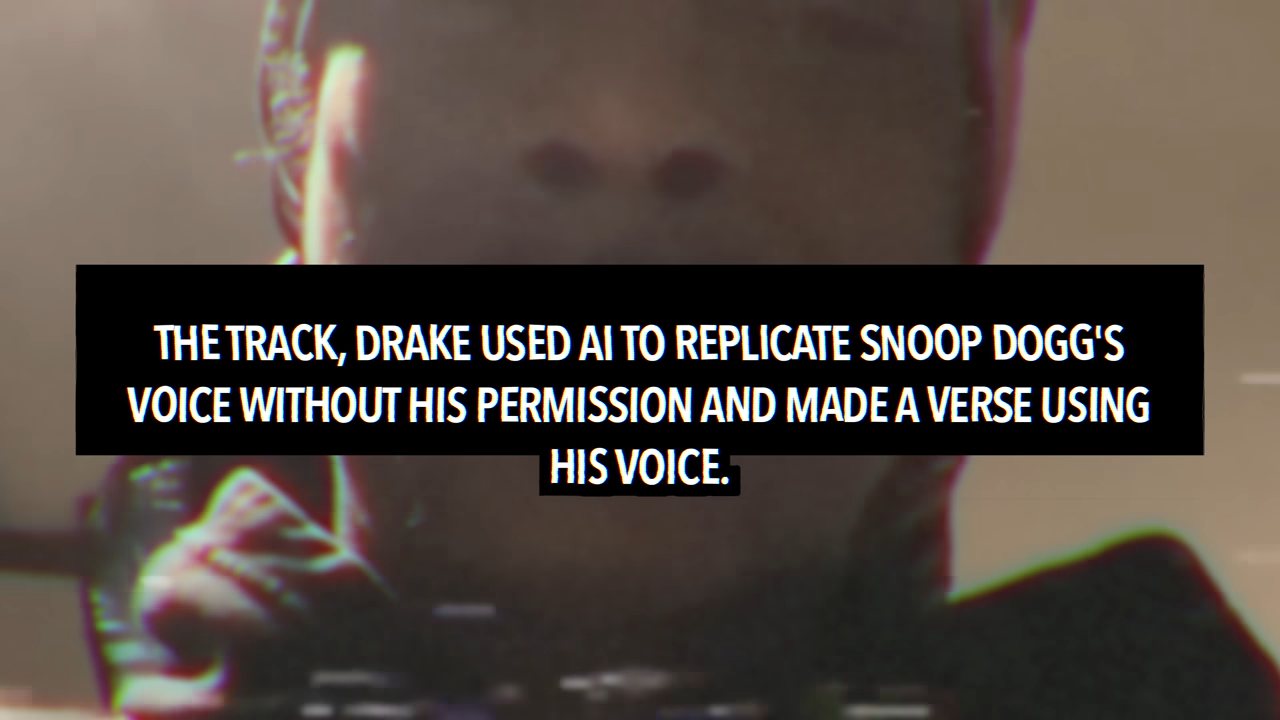 THE TRACK, DRAKE USED AI TO REPLICATE SNOOP DOGG'S
VOICE WITHOUT HIS PERMISSION AND MADE A VERSE USING
HIS VOICE.